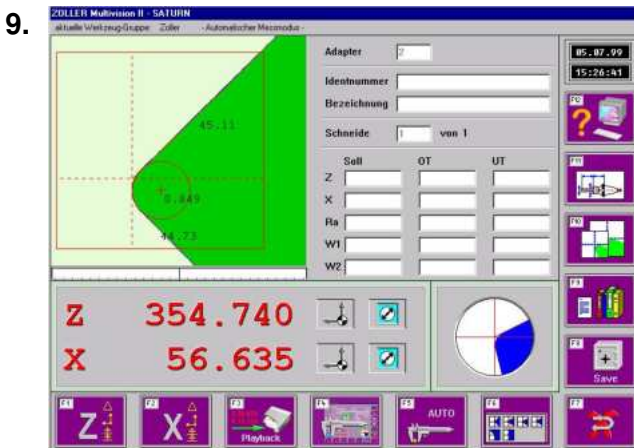 9.
ZOLLER Multivision II - SATURN
aktuelle Werkzeug-Gruppe Zoller - Automatischer Messmodus -
Adapter 2
Identnummer
Bezeichnung
Schneide 1 von 1
Soll OT UT
Z
X
Ra
W1
W2
45.11
0.849
44.73
Z 354.740
X 56.635
05.07.99
15:26:41
F12
?
F11
F10
F9
F8
Save
F1 Z
F2 X
F3 Playback
F4
F5 AUTO
F6
F7